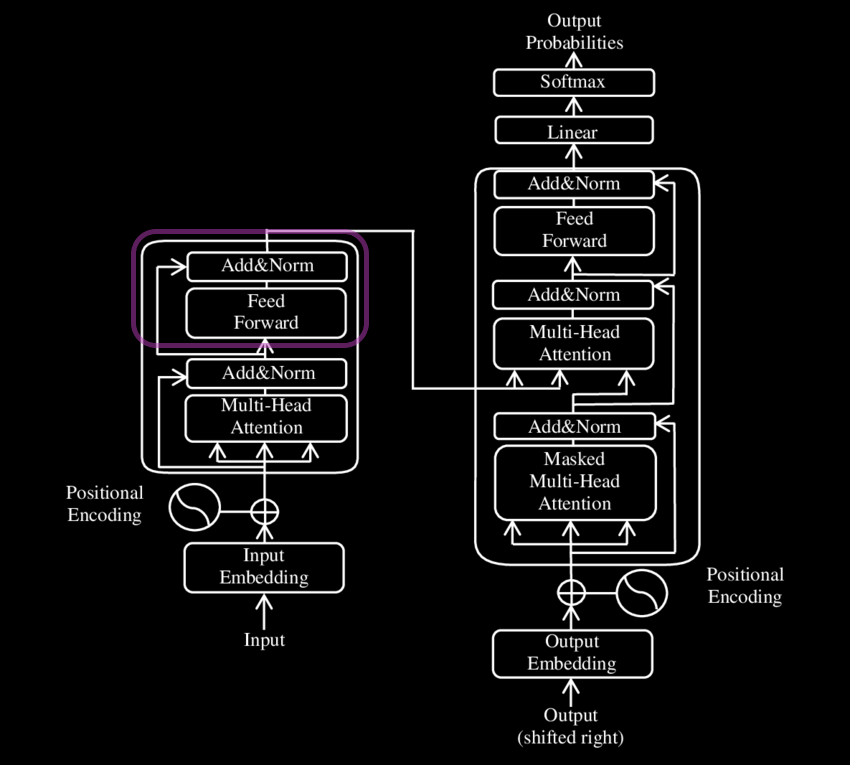 Output
Probabilities
Softmax
Linear
Add&Norm
Feed
Forward
Add&Norm
Multi-Head
Attention
Add&Norm
Masked
Multi-Head
Attention
Positional
Encoding
Output
Embedding
Output
(shifted right)
Add&Norm
Feed
Forward
Add&Norm
Multi-Head
Attention
Positional
Encoding
Input
Embedding
Input